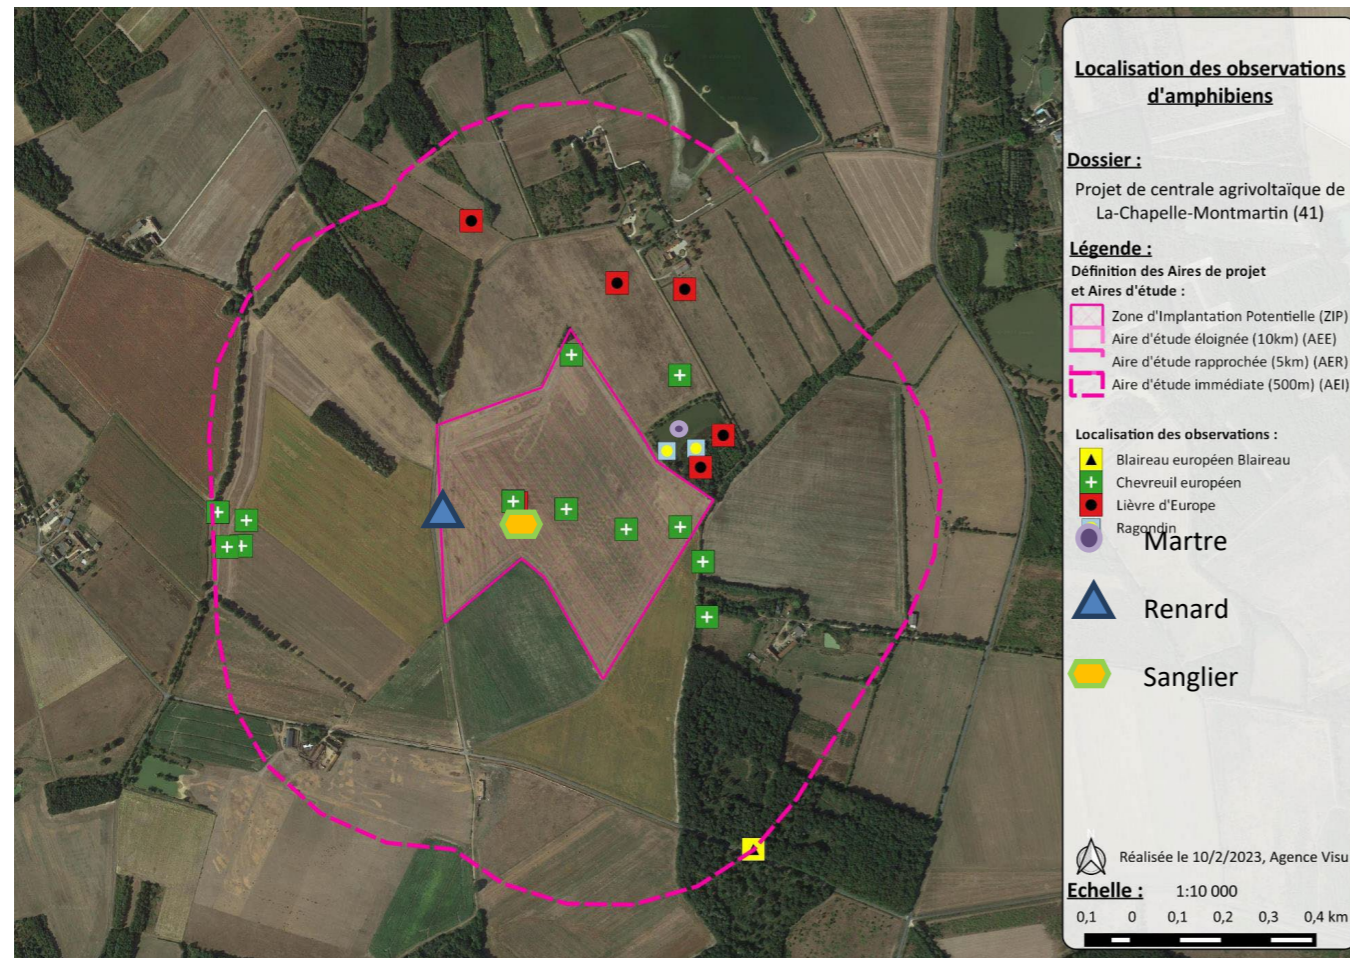 Localisation des observations
d'amphibiens
Dossier :
Projet de centrale agrivoltaïque de
La-Chapelle-Montmartin (41)
Légende :
Définition des Aires de projet
et Aires d'étude :
Zone d'Implantation Potentielle (ZIP)
Aire d'étude éloignée (10km) (AEE)
Aire d'étude rapprochée (5km) (AER)
Aire d'étude immédiate (500m) (AEI)
Localisation des observations :
Blaireau européen Blaireau
Chevreuil européen
Lièvre d'Europe
Ragondin
Martre
Renard
Sanglier
Réalisée le 10/2/2023, Agence Visu
Echelle : 1:10 000
0,1 0 0,1 0,2 0,3 0,4 km